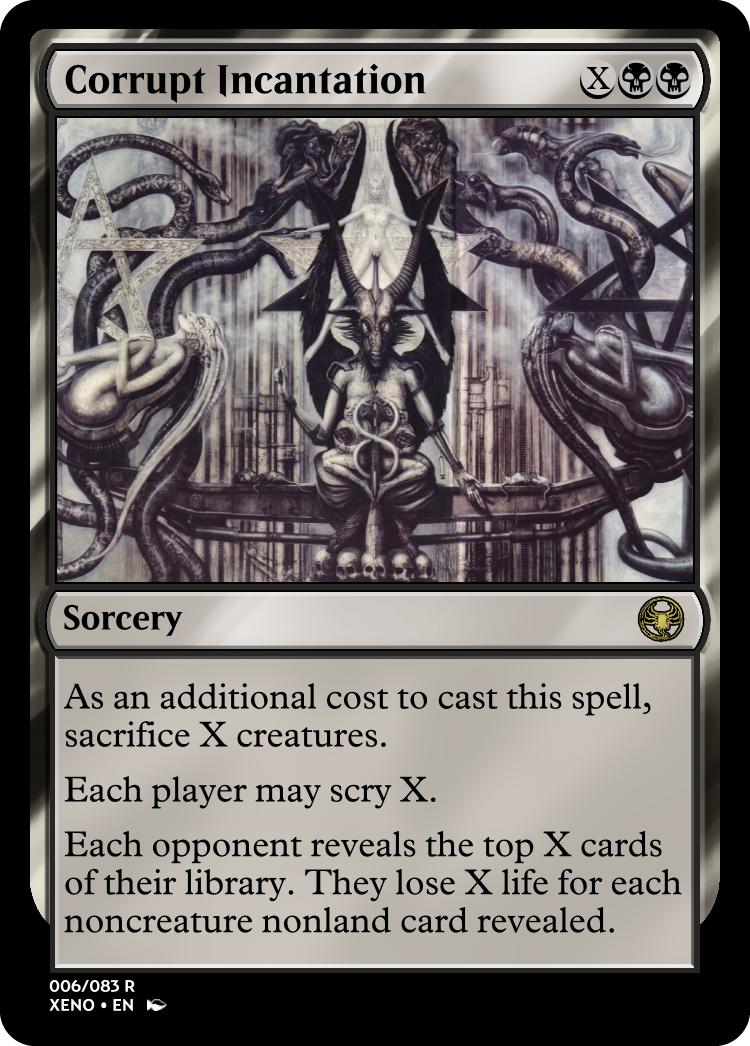 Corrupt Incantation X
Sorcery
As an additional cost to cast this spell,
sacrifice X creatures.
Each player may scry X.
Each opponent reveals the top X cards
of their library. They lose X life for each
noncreature nonland card revealed.
006/083 R
XENO • EN